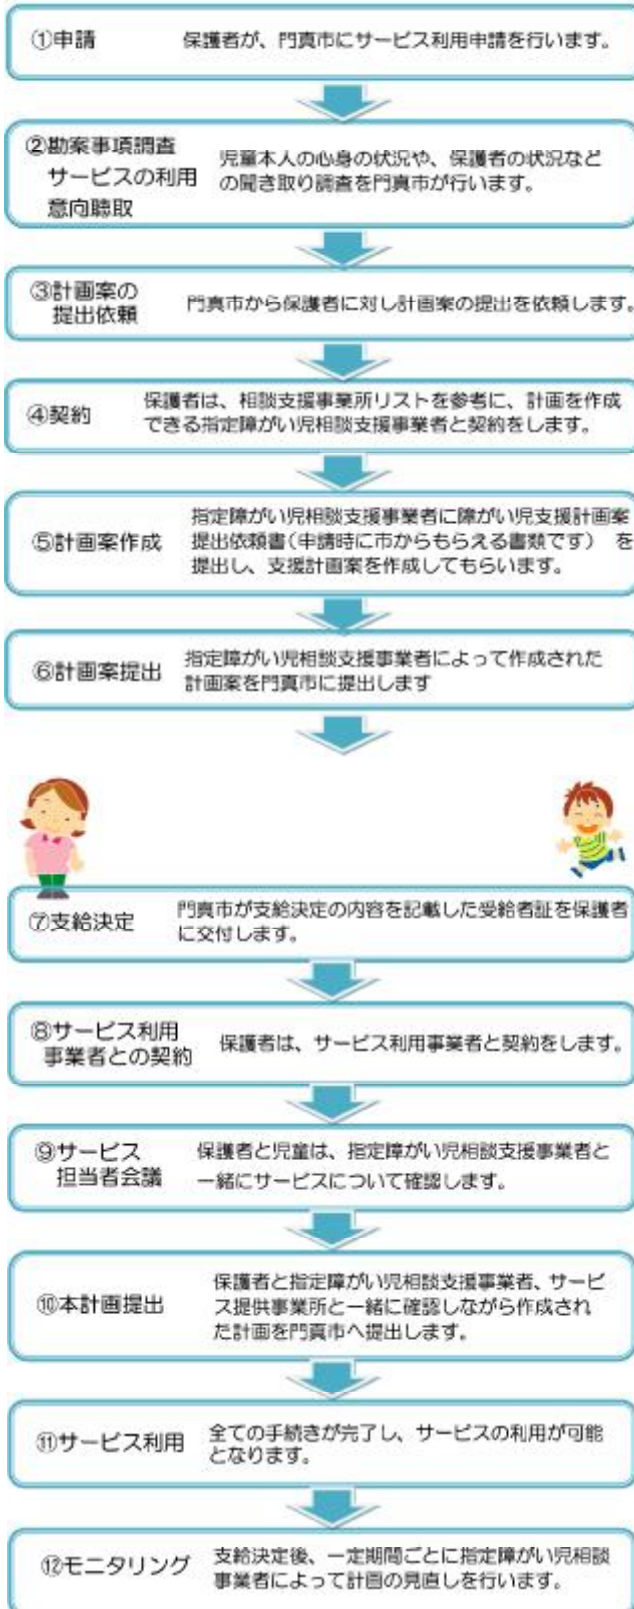 ①申請　保護者が、門真市にサービス利用申請を行います。
②勘案事項調査
サービスの利用
意向聴取
児童本人の心身の状況や、保護者の状況など
の聞き取り調査を門真市が行います。
③計画案の
提出依頼
門真市から保護者に対し計画案の提出を依頼します。
④契約
保護者は、相談支援事業所リストを参考に、計画を作成
できる指定障がい児相談支援事業者と契約をします。
⑤計画案作成
指定障がい児相談支援事業者に障がい児支援計画案
提出依頼書(申請時に市からもらえる書類です)　を
提出し、支援計画案を作成してもらいます。
⑥計画案提出
指定障がい児相談支援事業者によって作成された
計画案を門真市に提出します
⑦支給決定
門真市が支給決定の内容を記載した受給者証を保護者
に交付します。
⑧サービス利用
事業者との契約
保護者は、サービス利用事業者と契約をします。
⑨サービス
担当者会議
保護者と児童は、指定障がい児相談支援事業者と
一緒にサービスについて確認します。
⑩本計画提出
保護者と指定障がい児相談支援事業者、サービ
ス提供事業所と一緒に確認しながら作成され
た計画を門真市へ提出します。
⑪サービス利用
全ての手続きが完了し、サービスの利用が可能
となります。
⑫モニタリング
支給決定後、一定期間ごとに指定障がい児相談
事業者によって計画の見直しを行います。